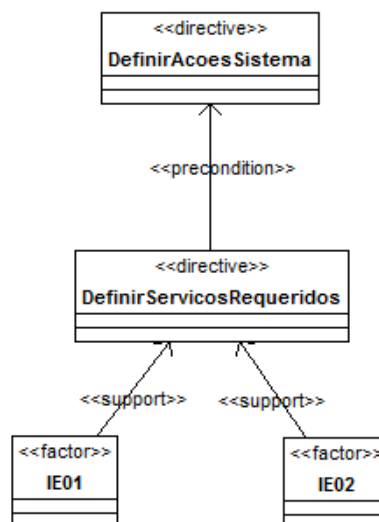 <<directive>>
DefinirAcoesSistema
<<precondition>>
<<directive>>
DefinirServicosRequeridos
<<support>>
<<support>>
<<factor>>
IE01
<<factor>>
IE02